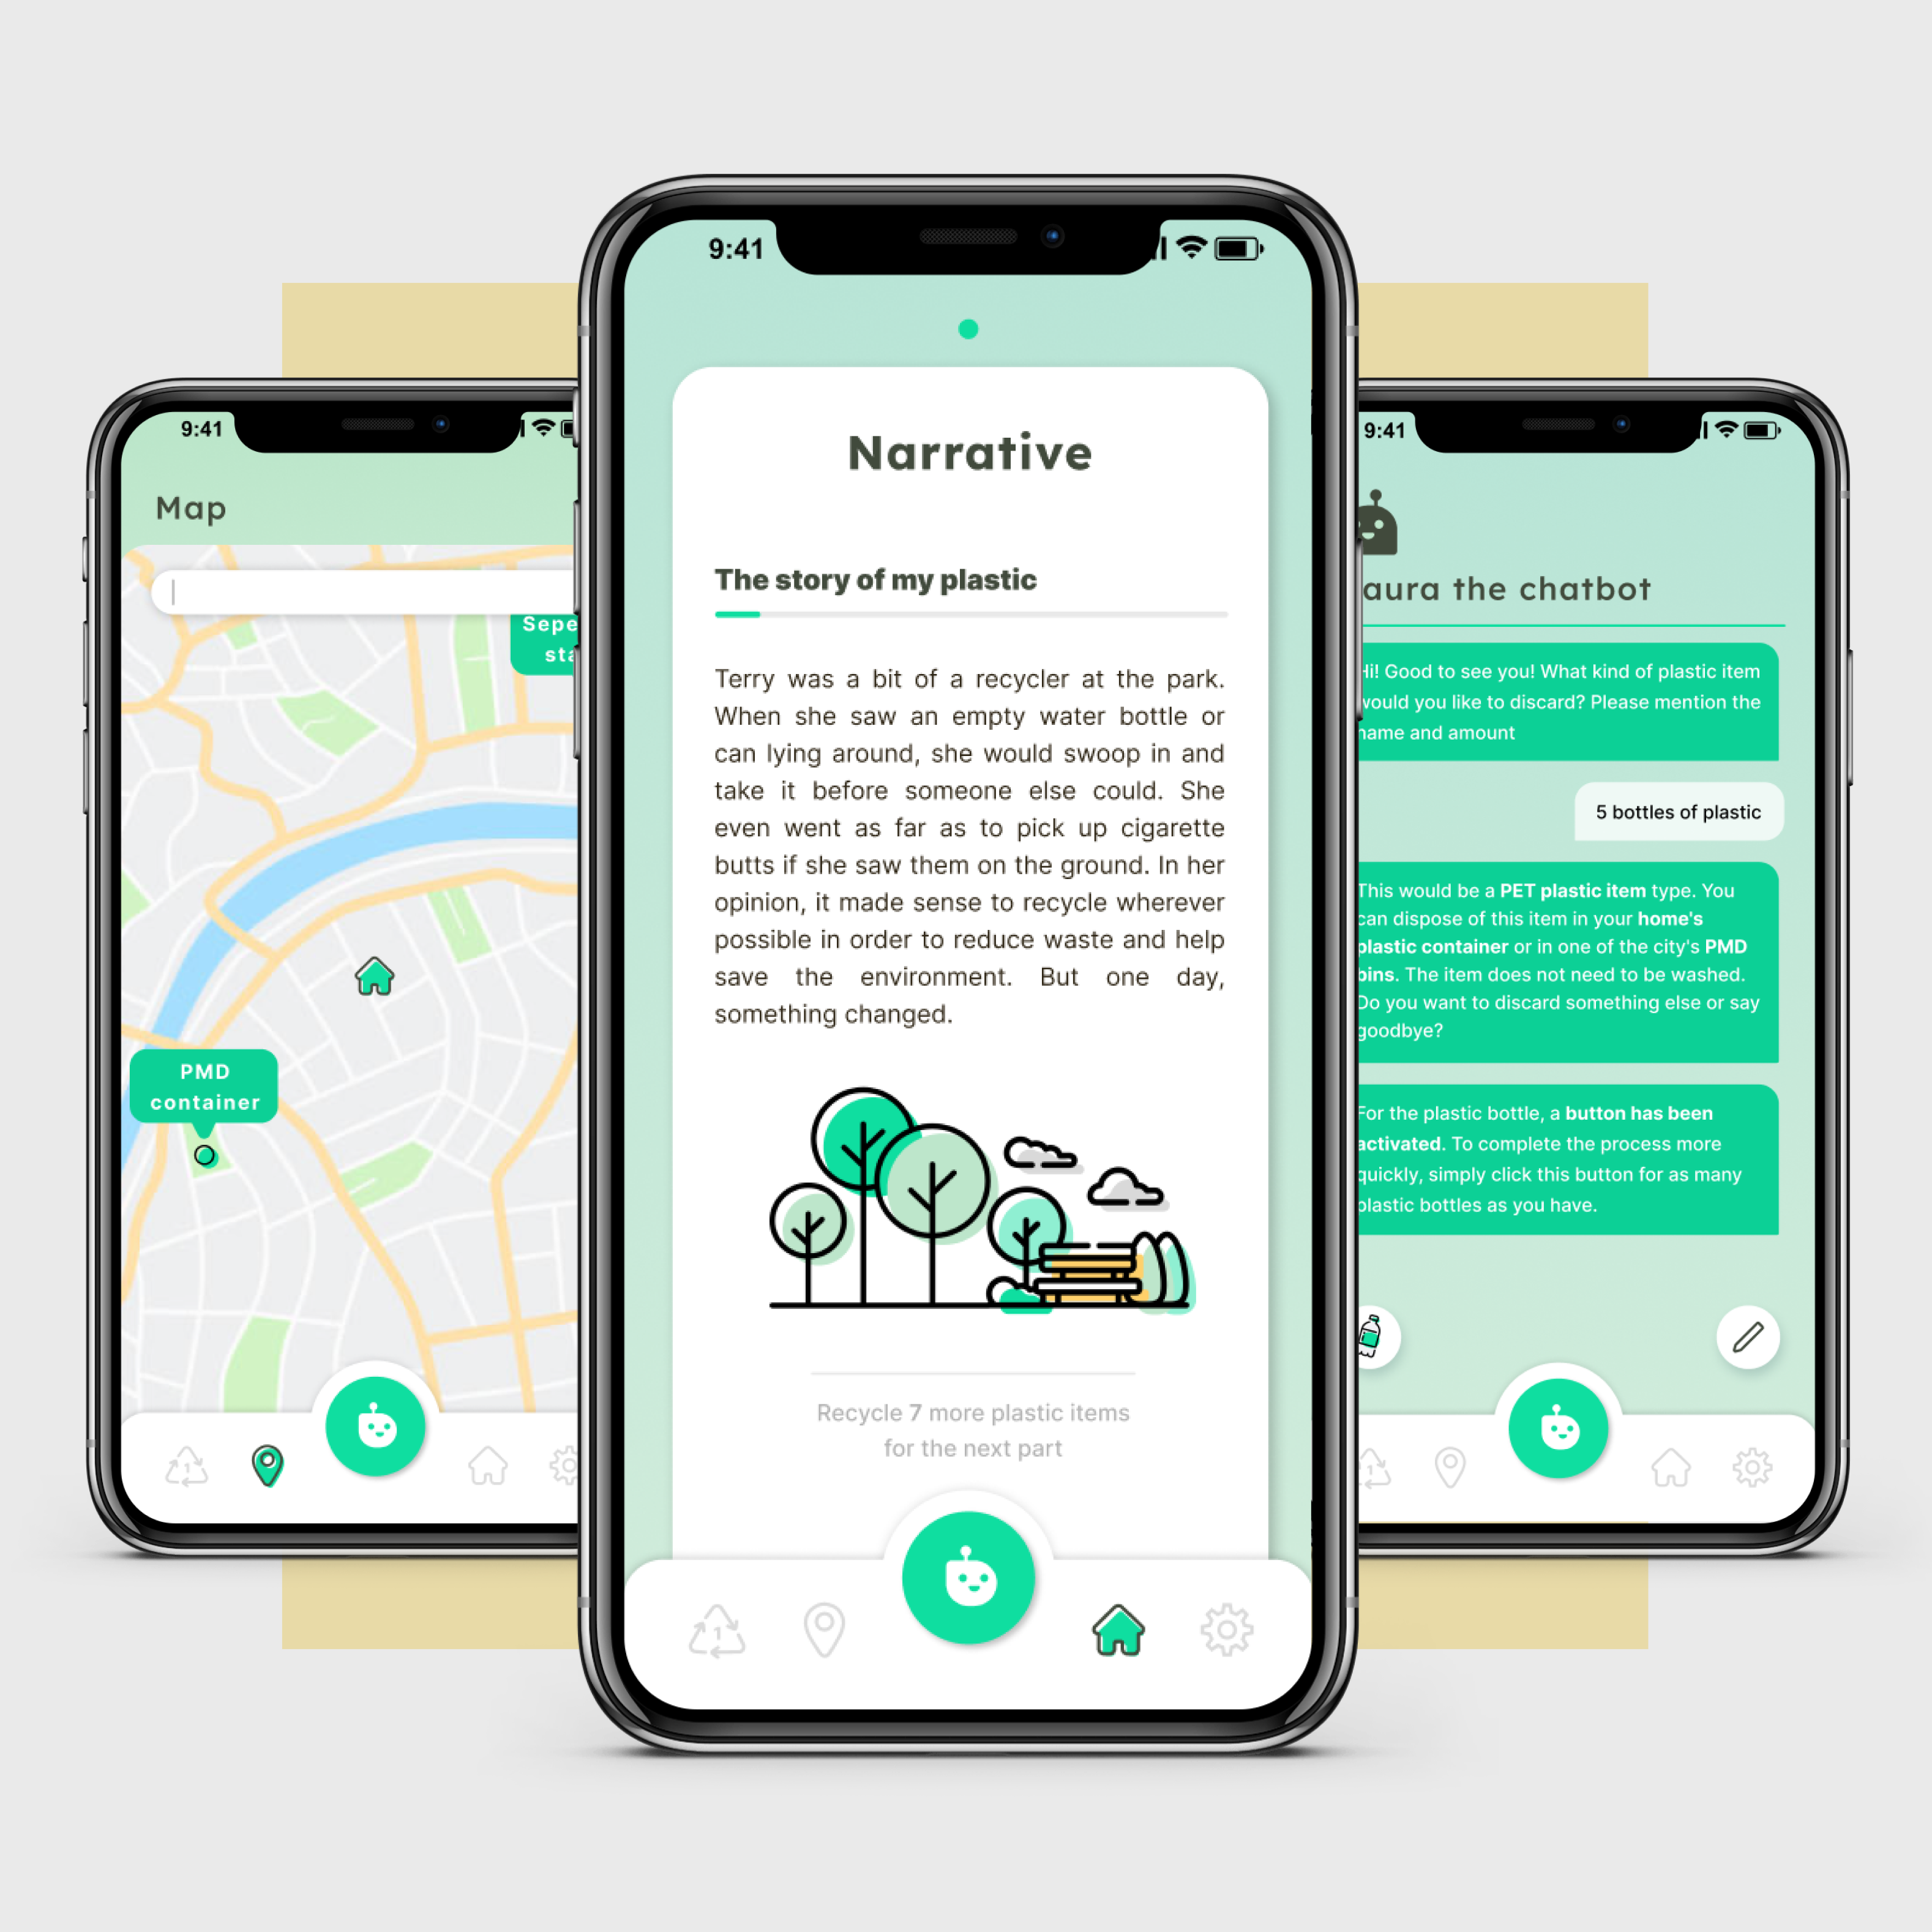 9:41
Map
Sepe
sta
PMD
container
1
9:41
Narrative
The story of my plastic
Terry was a bit of a recycler at the park.
When she saw an empty water bottle or
can lying around, she would swoop in and
take it before someone else could. She
even went as far as to pick up cigarette
butts if she saw them on the ground. In her
opinion, it made sense to recycle wherever
possible in order to reduce waste and help
save the environment. But one day,
something changed.
Recycle 7 more plastic items
for the next part
1
9:41
aura the chatbot
Hi! Good to see you! What kind of plastic item
would you like to discard? Please mention the
name and amount
5 bottles of plastic
This would be a PET plastic item type. You
can dispose of this item in your home's
plastic container or in one of the city's PMD
bins. The item does not need to be washed.
Do you want to discard something else or say
goodbye?
For the plastic bottle, a button has been
activated. To complete the process more
quickly, simply click this button for as many
plastic bottles as you have.
1